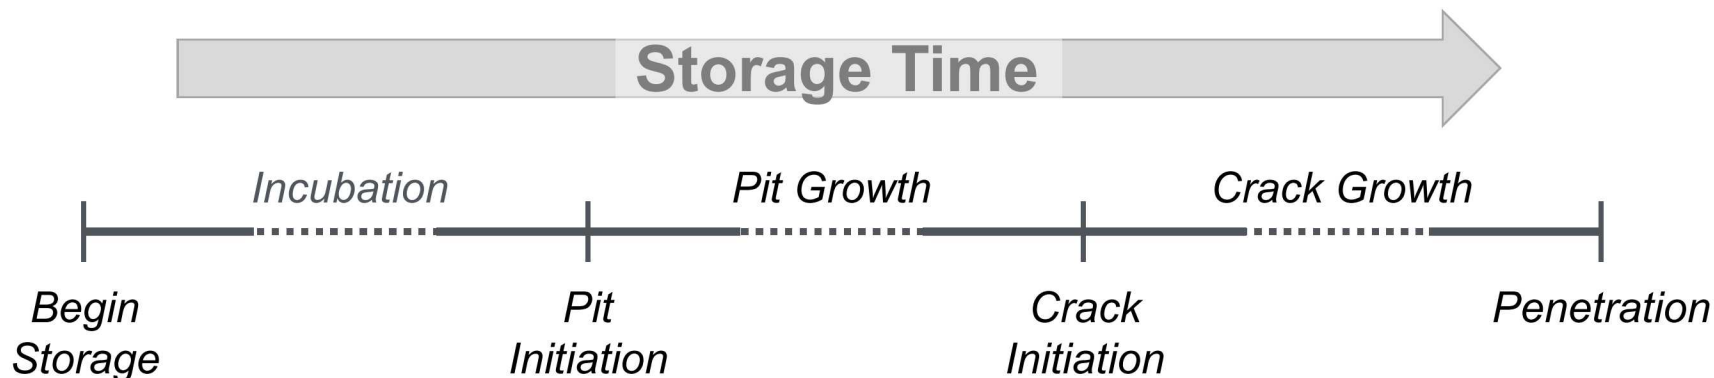 Storage Time
Incubation
Pit Growth
Crack Growth
Begin
Storage
Pit
Initiation
Crack
Initiation
Penetration